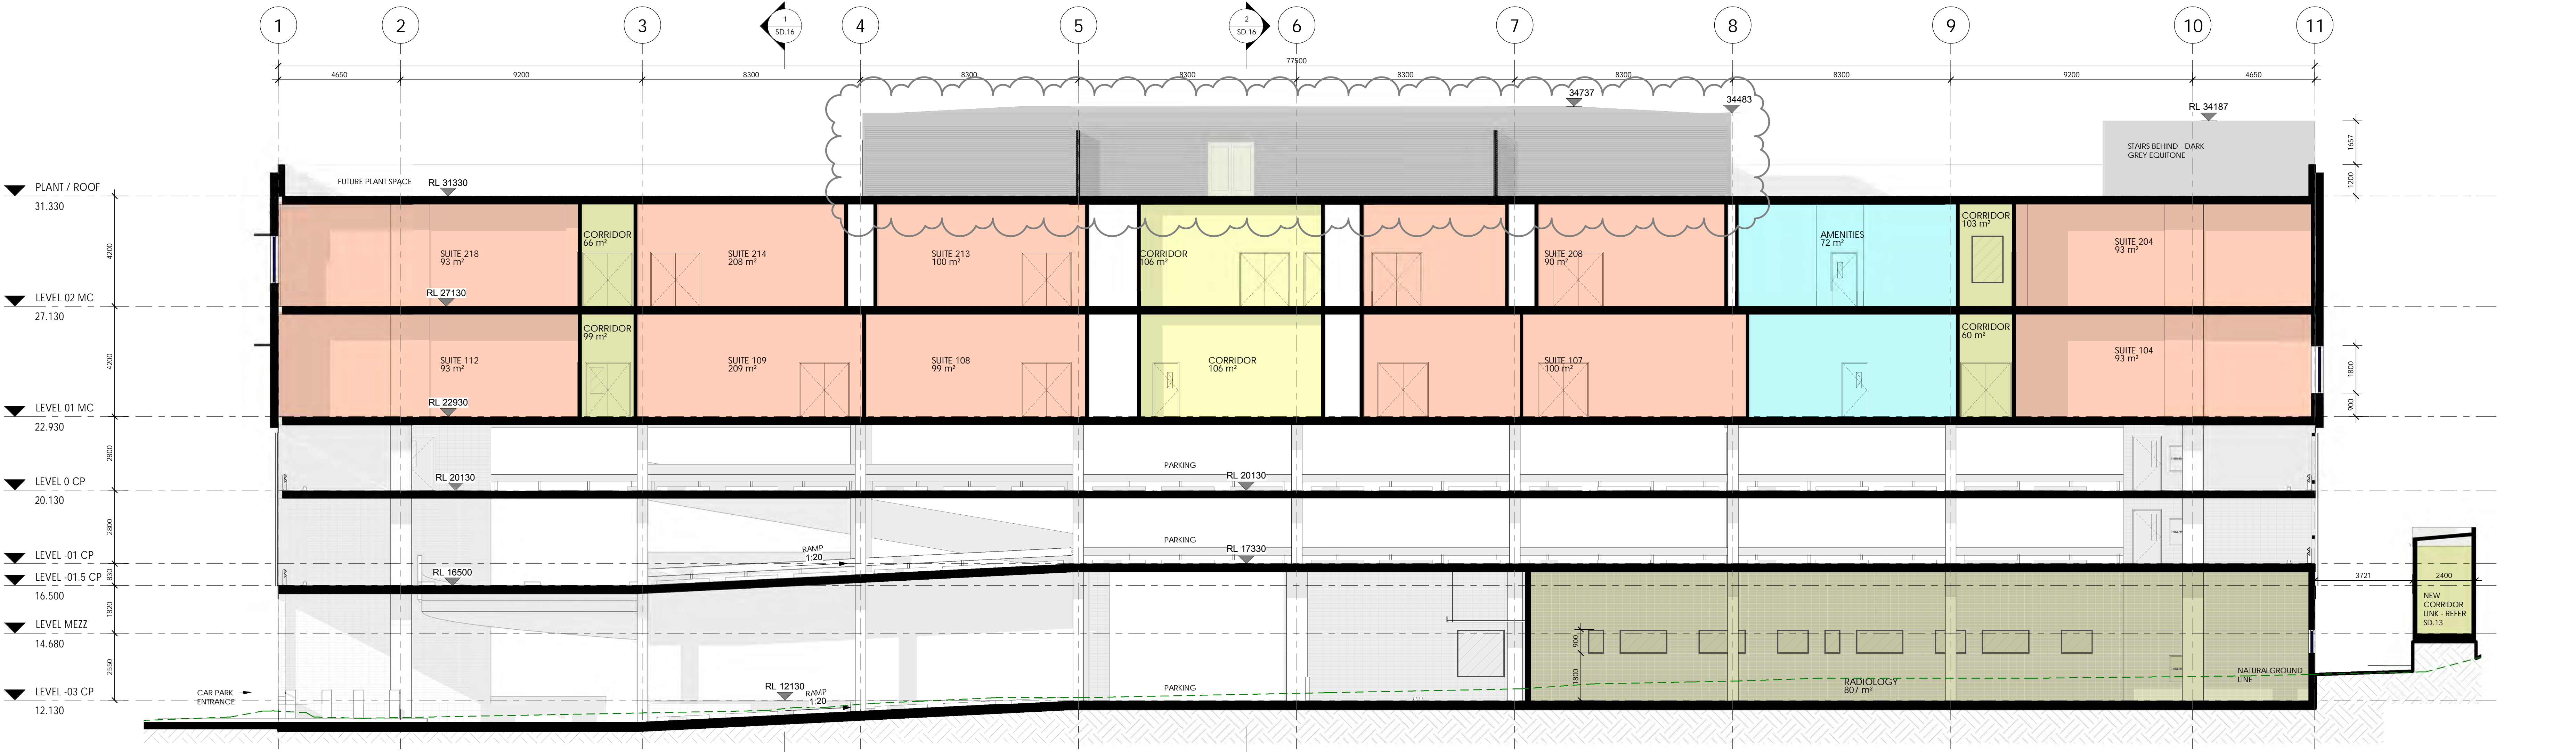 1 2 3 4 5 6 7 8 9 10 11
1
SD.16
2
SD.16
77500
4650 9200 8300 8300 8300 8300 8300 8300 9200 4650
34737
34483
RL 34187
STAIRS BEHIND - DARK
GREY EQUITONE
1657
1200
FUTURE PLANT SPACE
RL 31330
PLANT / ROOF
31.330
4200
SUITE 218
93 m²
CORRIDOR
66 m²
SUITE 214
208 m²
SUITE 213
100 m²
CORRIDOR
106 m²
SUITE 208
90 m²
AMENITIES
72 m²
CORRIDOR
103 m²
SUITE 204
93 m²
RL 27130
LEVEL 02 MC
27.130
4200
SUITE 112
93 m²
CORRIDOR
99 m²
SUITE 109
209 m²
SUITE 108
99 m²
CORRIDOR
106 m²
SUITE 107
100 m²
CORRIDOR
60 m²
SUITE 104
93 m²
1800
900
RL 22930
LEVEL 01 MC
22.930
2800
PARKING
RL 20130
RL 20130
LEVEL 0 CP
20.130
2800
PARKING
RAMP
1:20
RL 17330
LEVEL -01 CP
830
RL 16500
LEVEL -01.5 CP
16.500
3721
2400
NEW
CORRIDOR
LINK - REFER
SD.13
1820
LEVEL MEZZ
14.680
2550
900
1800
NATURALGROUND
LINE
RADIOLOGY
807 m²
PARKING
RL 12130
RAMP
1:20
CAR PARK
ENTRANCE
LEVEL -03 CP
12.130